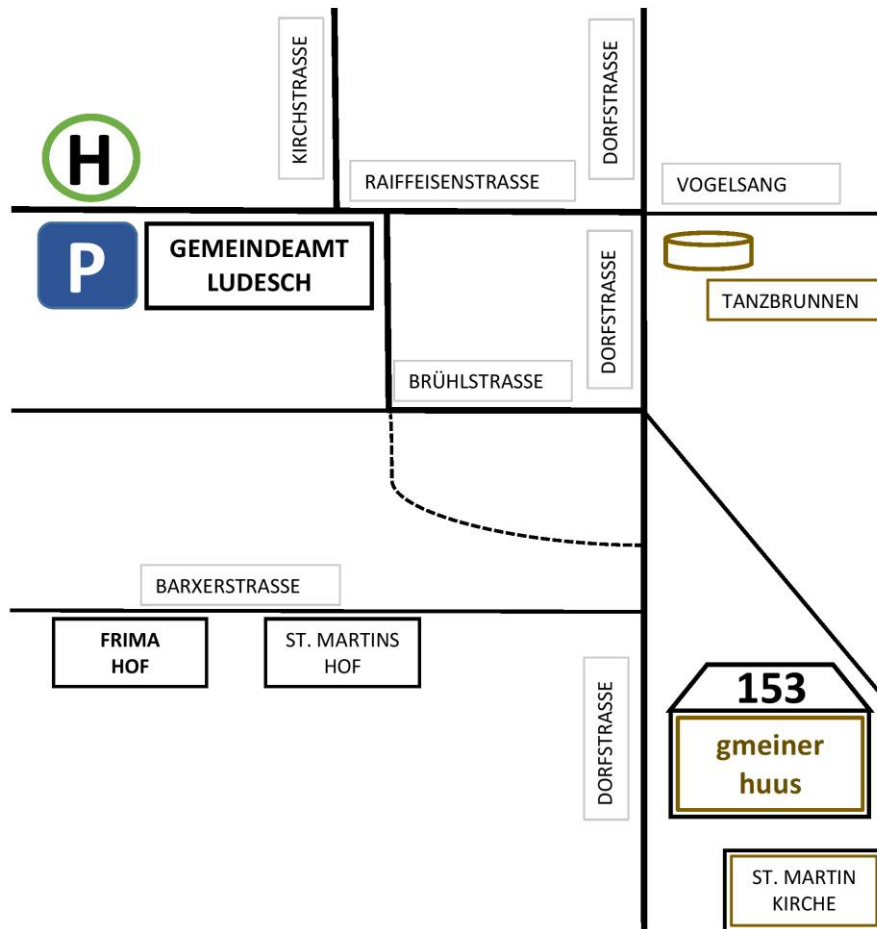 KIRCHSTRASSE
DORFSTRASSE
H
RAIFFEISENSTRASSE
VOGELSANG
P
GEMEINDEAMT
LUDESCH
DORFSTRASSE
TANZBRUNNEN
BRÜHLSTRASSE
BARXERSTRASSE
FRIMA
HOF
ST. MARTINS
HOF
DORFSTRASSE
153
gmeiner
huus
ST. MARTIN
KIRCHE